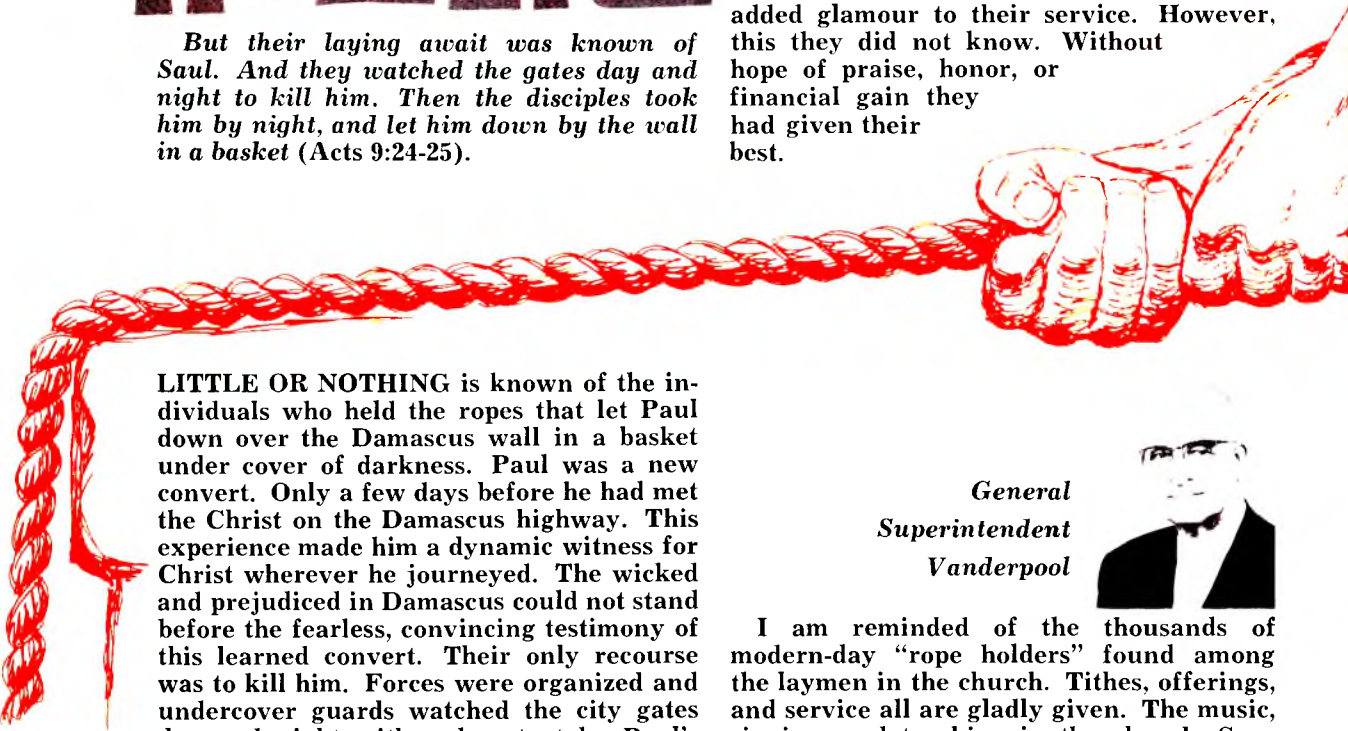 But their laying await was known of
Saul. And they watched the gates day and
night to kill him. Then the disciples took
him by night, and let him down by the wall
in a basket (Acts 9:24-25).
LITTLE OR NOTHING is known of the in-
dividuals who held the ropes that let Paul
down over the Damascus wall in a basket
under cover of darkness. Paul was a new
convert. Only a few days before he had met
the Christ on the Damascus highway. This
experience made him a dynamic witness for
Christ wherever he journeyed. The wicked
and prejudiced in Damascus could not stand
before the fearless, convincing testimony of
this learned convert. Their only recourse
was to kill him. Forces were organized and
undercover guards watched the city gates
added glamour to their service. However,
this they did not know. Without
hope of praise, honor, or
financial gain they
had given their
best.
General
Superintendent
Vanderpool
I am reminded of the thousands of
modern-day “rope holders” found among
the laymen in the church. Tithes, offerings,
and service all are gladly given. The music,